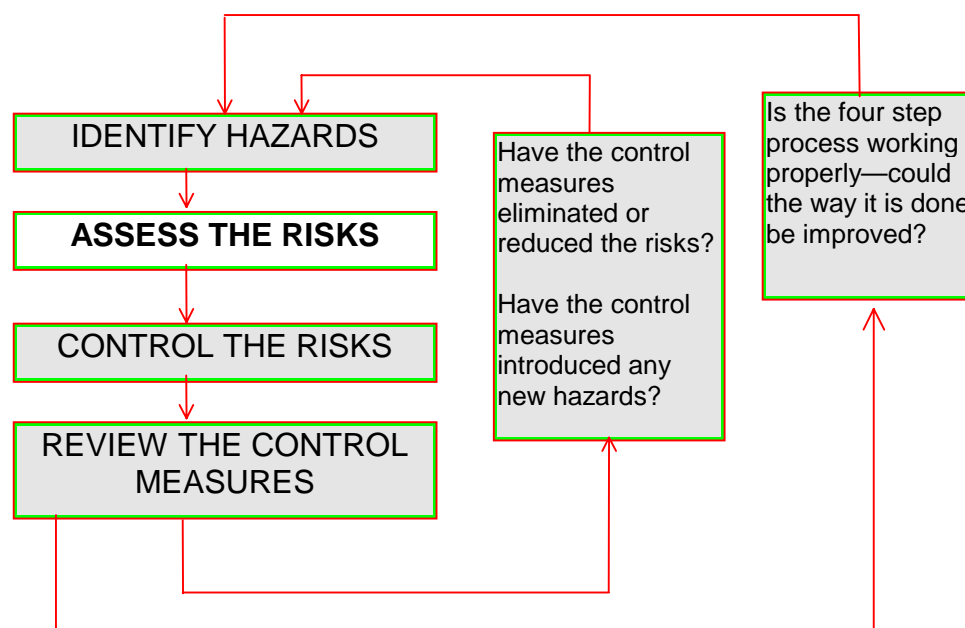 IDENTIFY HAZARDS
ASSESS THE RISKS
CONTROL THE RISKS
REVIEW THE CONTROL
MEASURES
Have the control
measures
eliminated or
reduced the risks?
Have the control
measures
introduced any
new hazards?
Is the four step
process working
properly—could
the way it is done
be improved?